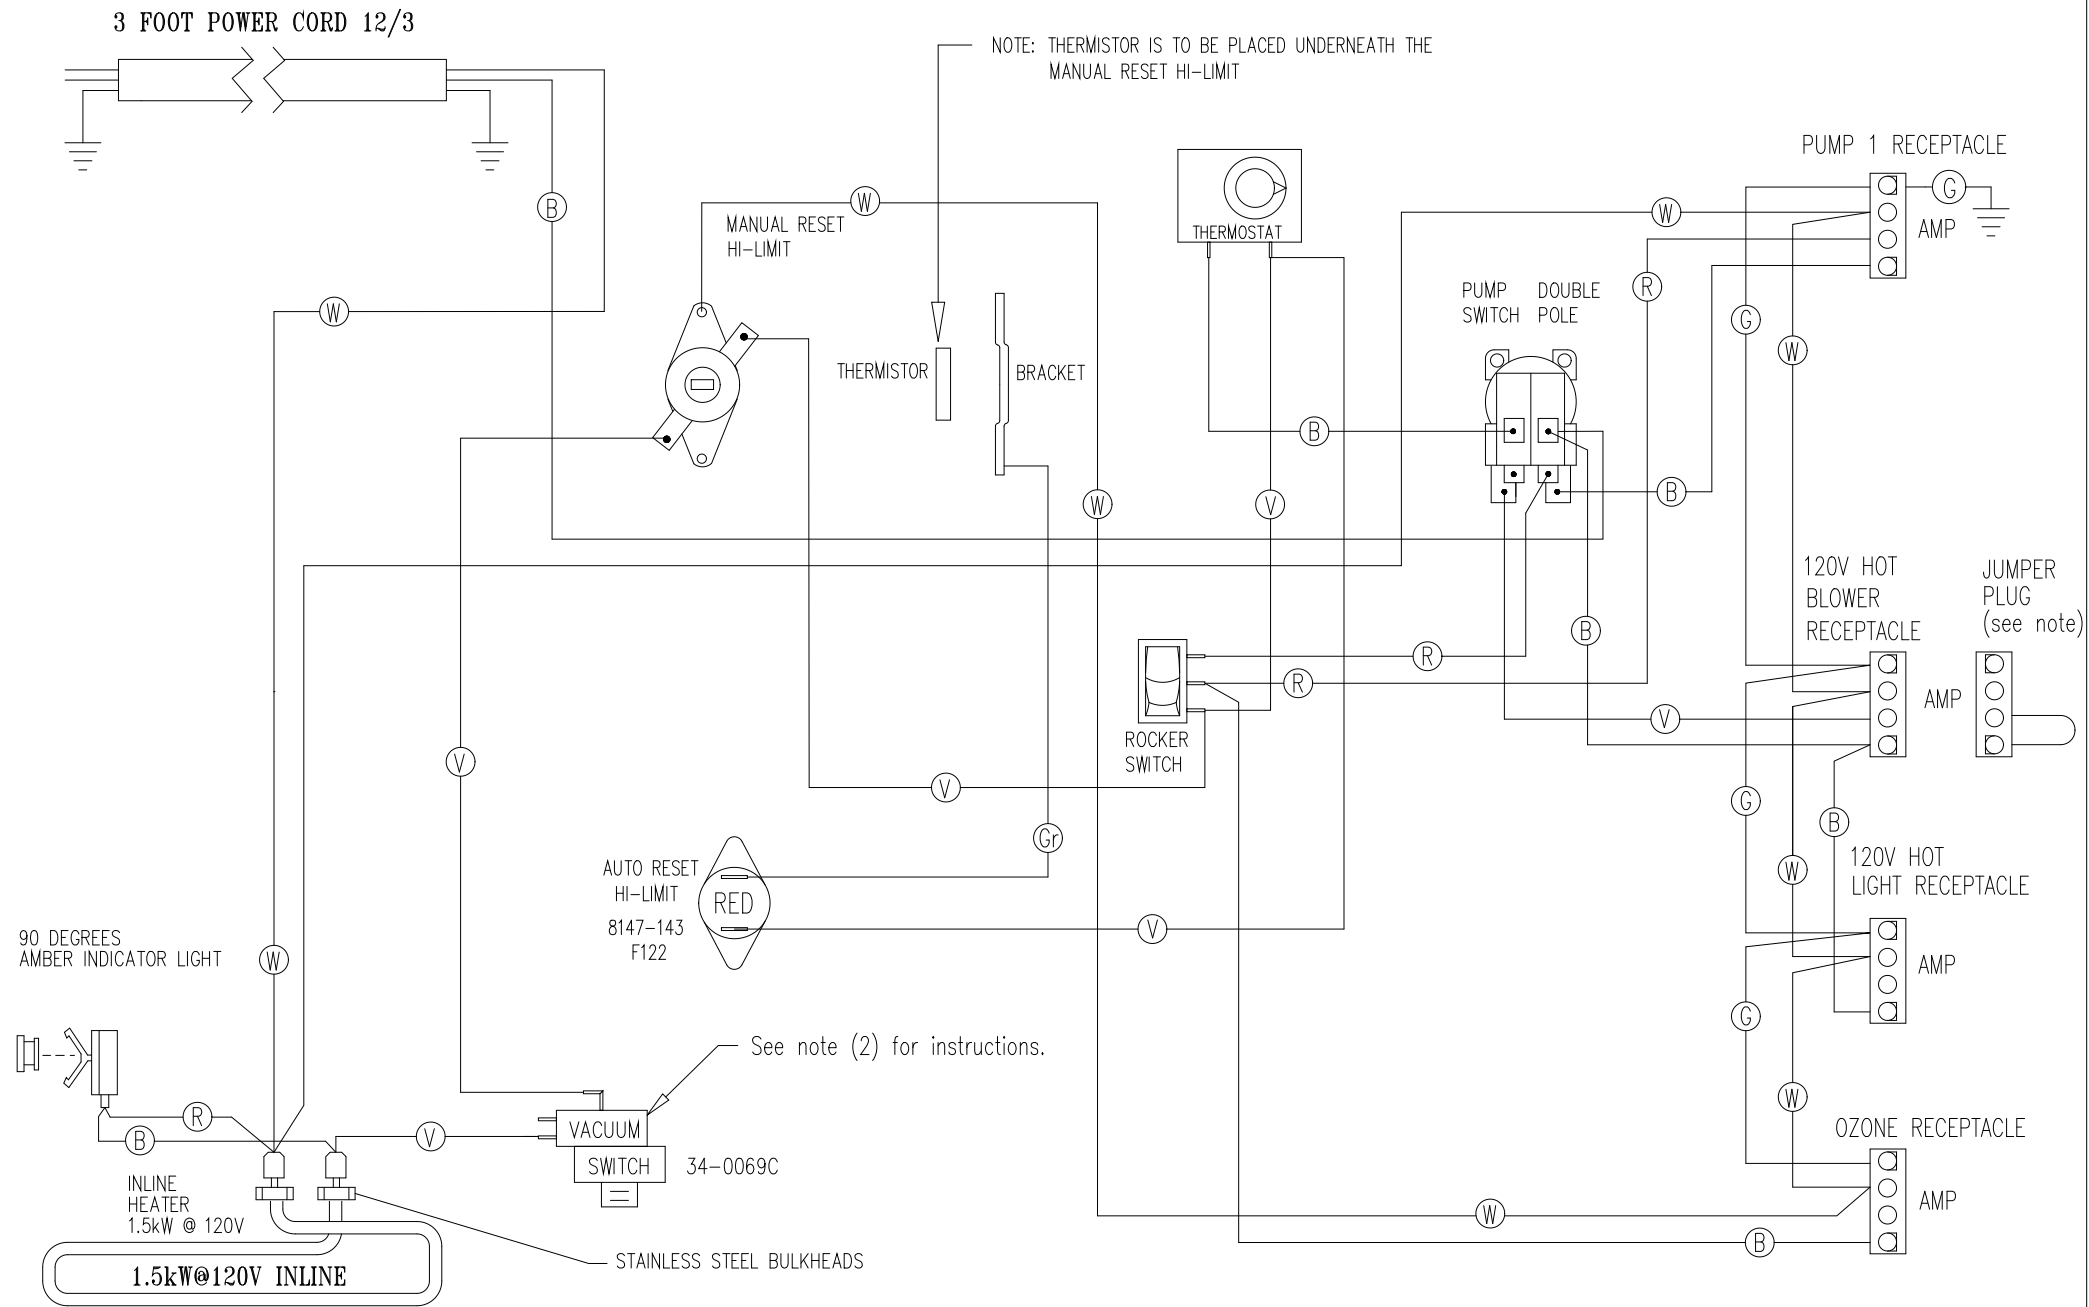 3 FOOT POWER CORD 12/3
NOTE: THERMISTOR IS TO BE PLACED UNDERNEATH THE
MANUAL RESET HI-LIMIT
PUMP 1 RECEPTACLE
G
AMP
W
B
W
MANUAL RESET
HI-LIMIT
THERMOSTAT
PUMP
SWITCH
DOUBLE
POLE
R
G
W
W
THERMISTOR
BRACKET
B
B
W
V
120V HOT
BLOWER
RECEPTACLE
JUMPER
PLUG
(see note)
B
R
R
AMP
V
ROCKER
SWITCH
V
V
G
B
Gr
AUTO RESET
HI-LIMIT
8147-143
F122
RED
V
W
120V HOT
LIGHT RECEPTACLE
AMP
90 DEGREES
AMBER INDICATOR LIGHT
W
G
See note (2) for instructions.
R
B
V
VACUUM
SWITCH
34-0069C
W
OZONE RECEPTACLE
AMP
INLINE
HEATER
1.5kW @ 120V
W
B
STAINLESS STEEL BULKHEADS
1.5kW@120V INLINE